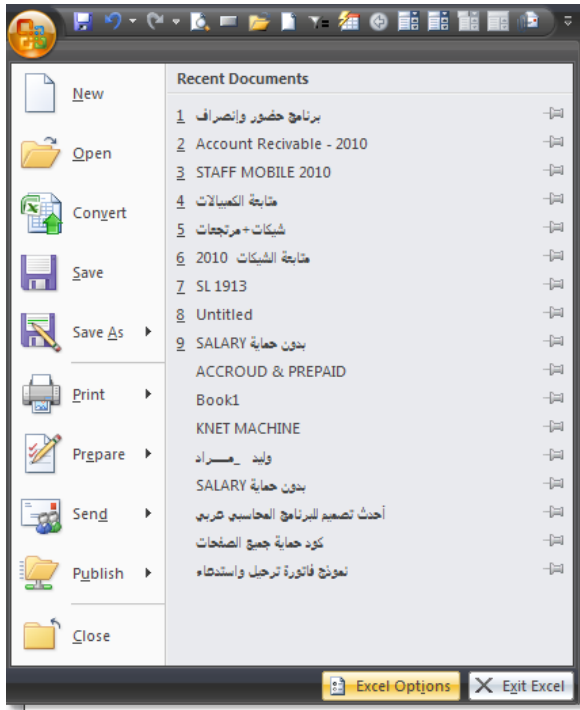 New
Open
Convert
Save
Save As
Print
Prepare
Send
Publish
Close
Recent Documents
1 برنامج حضور وإنصراف
2 Account Recivable - 2010
3 STAFF MOBILE 2010
4 متابعة الكمبيالات
5 شيكات+مرتجعات
6 متابعة الشيكات 2010
7 SL 1913
8 Untitled
9 بدون حماية SALARY
ACCROUD & PREPAID
Book1
KNET MACHINE
وليد _مـــراد
بدون حماية SALARY
أحدث تصميم للبرنامج المحاسبي عربي
كود حماية جميع الصفحات
نموذج فاتورة ترحيل واستدعاء
Excel Options
Exit Excel